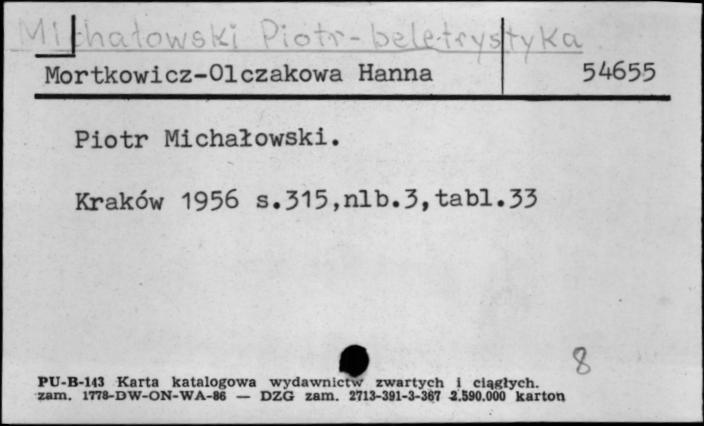 Michałowski Piotr - beletrystyka
Mortkowicz-Olczakowa Hanna 54655
Piotr Michałowski.
Kraków 1956 s.315,nlb.3,tabl.33
8
PU-B-143 Karta katalogowa wydawnictw zwartych i ciągłych.
zam. 1778-DW-ON-WA-86 — DZG zam. 2713-391-3-367 2.590.000 karton